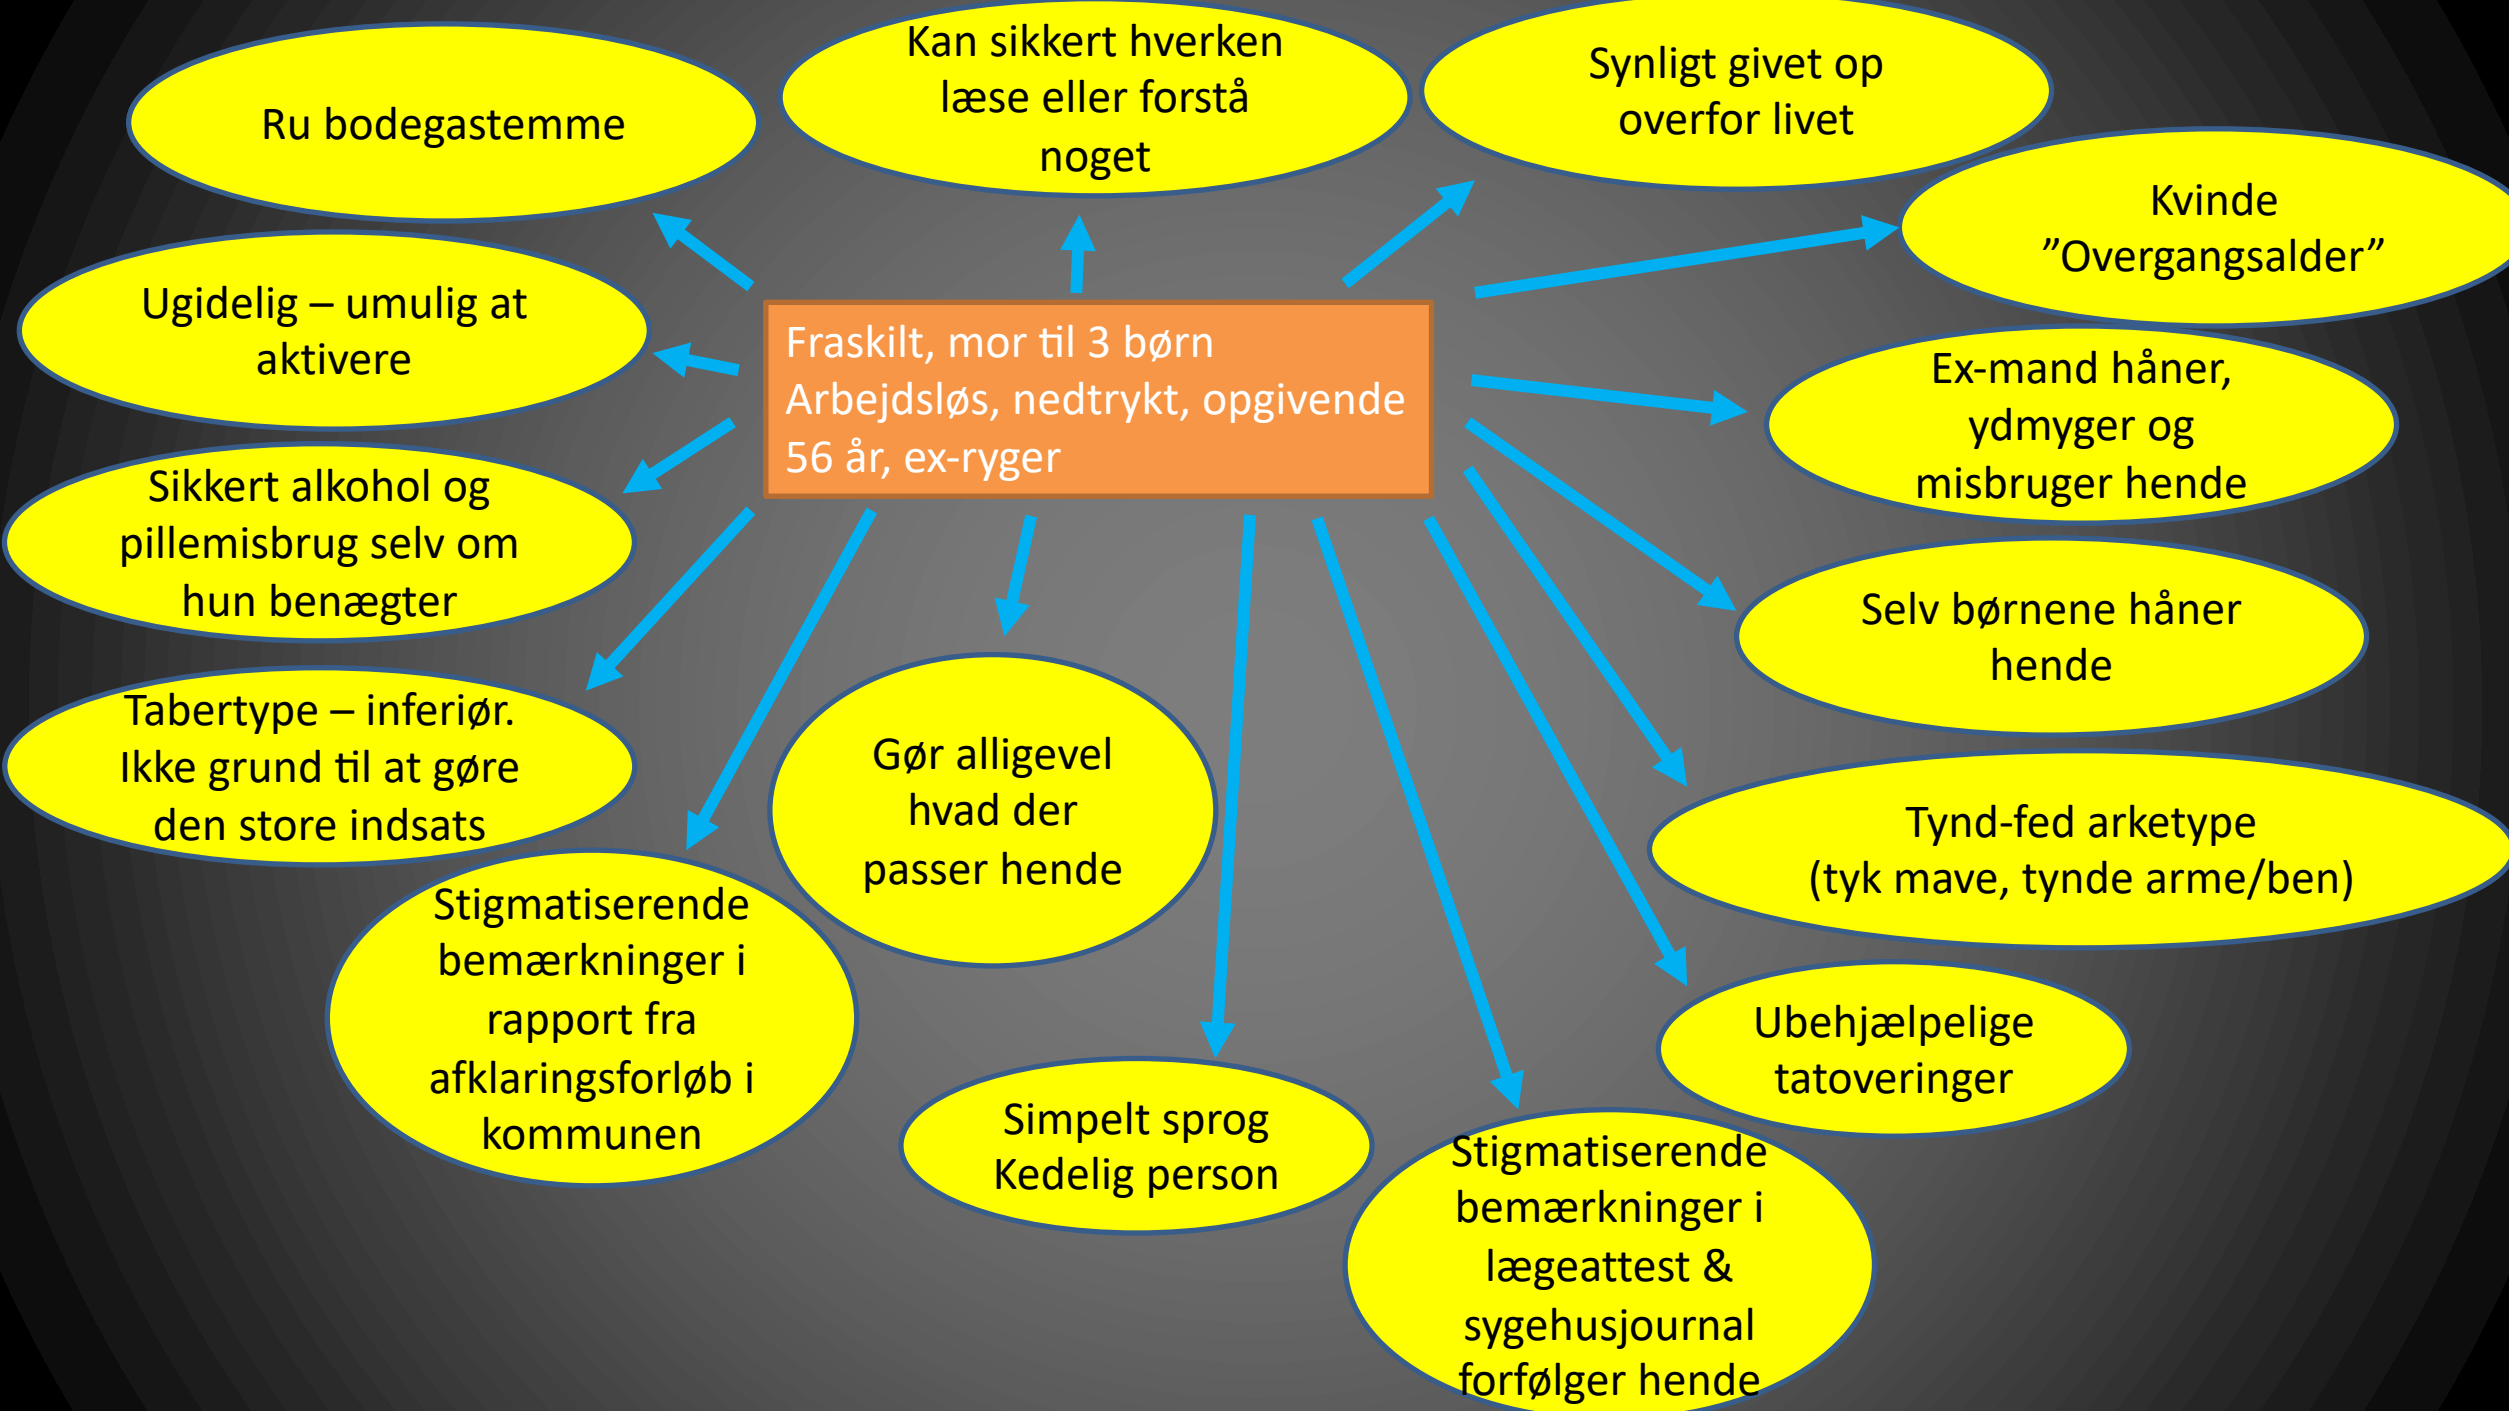 Ru bodegastemme
Kan sikkert hverken
læse eller forstå
noget
Synligt givet op
overfor livet
Kvinde
”Overgangsalder”
Ugidelig – umulig at
aktivere
Fraskilt, mor til 3 børn
Arbejdsløs, nedtrykt, opgivende
56 år, ex-ryger
Ex-mand håner,
ydmyger og
misbruger hende
Sikkert alkohol og
pillemisbrug selv om
hun benægter
Selv børnene håner
hende
Tabertype – inferiør.
Ikke grund til at gøre
den store indsats
Gør alligevel
hvad der
passer hende
Tynd-fed arketype
(tyk mave, tynde arme/ben)
Stigmatiserende
bemærkninger i
rapport fra
afklaringsforløb i
kommunen
Ubehjælpelige
tatoveringer
Simpelt sprog
Kedelig person
Stigmatiserende
bemærkninger i
lægeattest &
sygehusjournal
forfølger hende